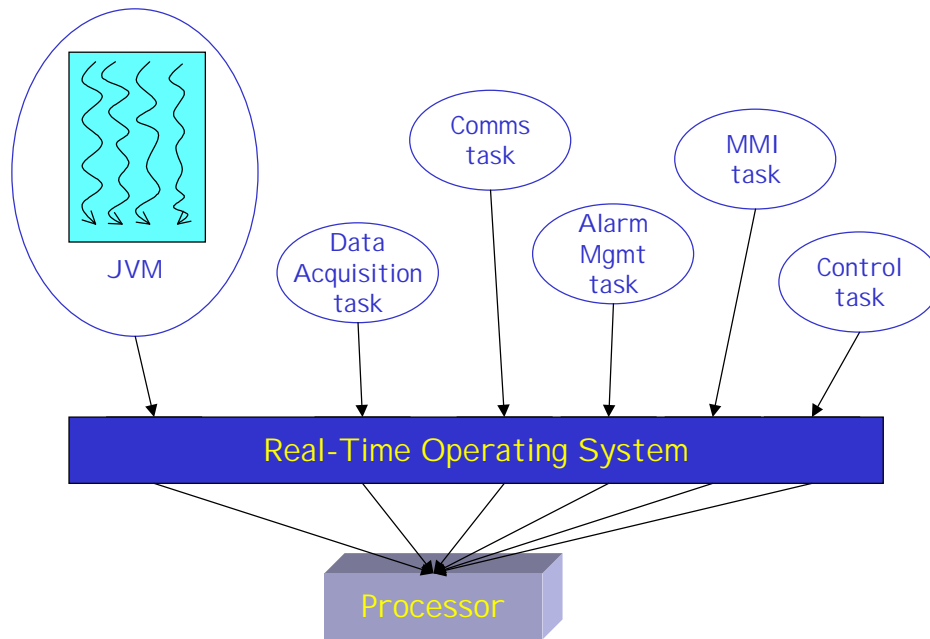 JVM
Data
Acquisition
task
Comms
task
Alarm
Mgmt
task
MMI
task
Control
task
Real-Time Operating System
Processor